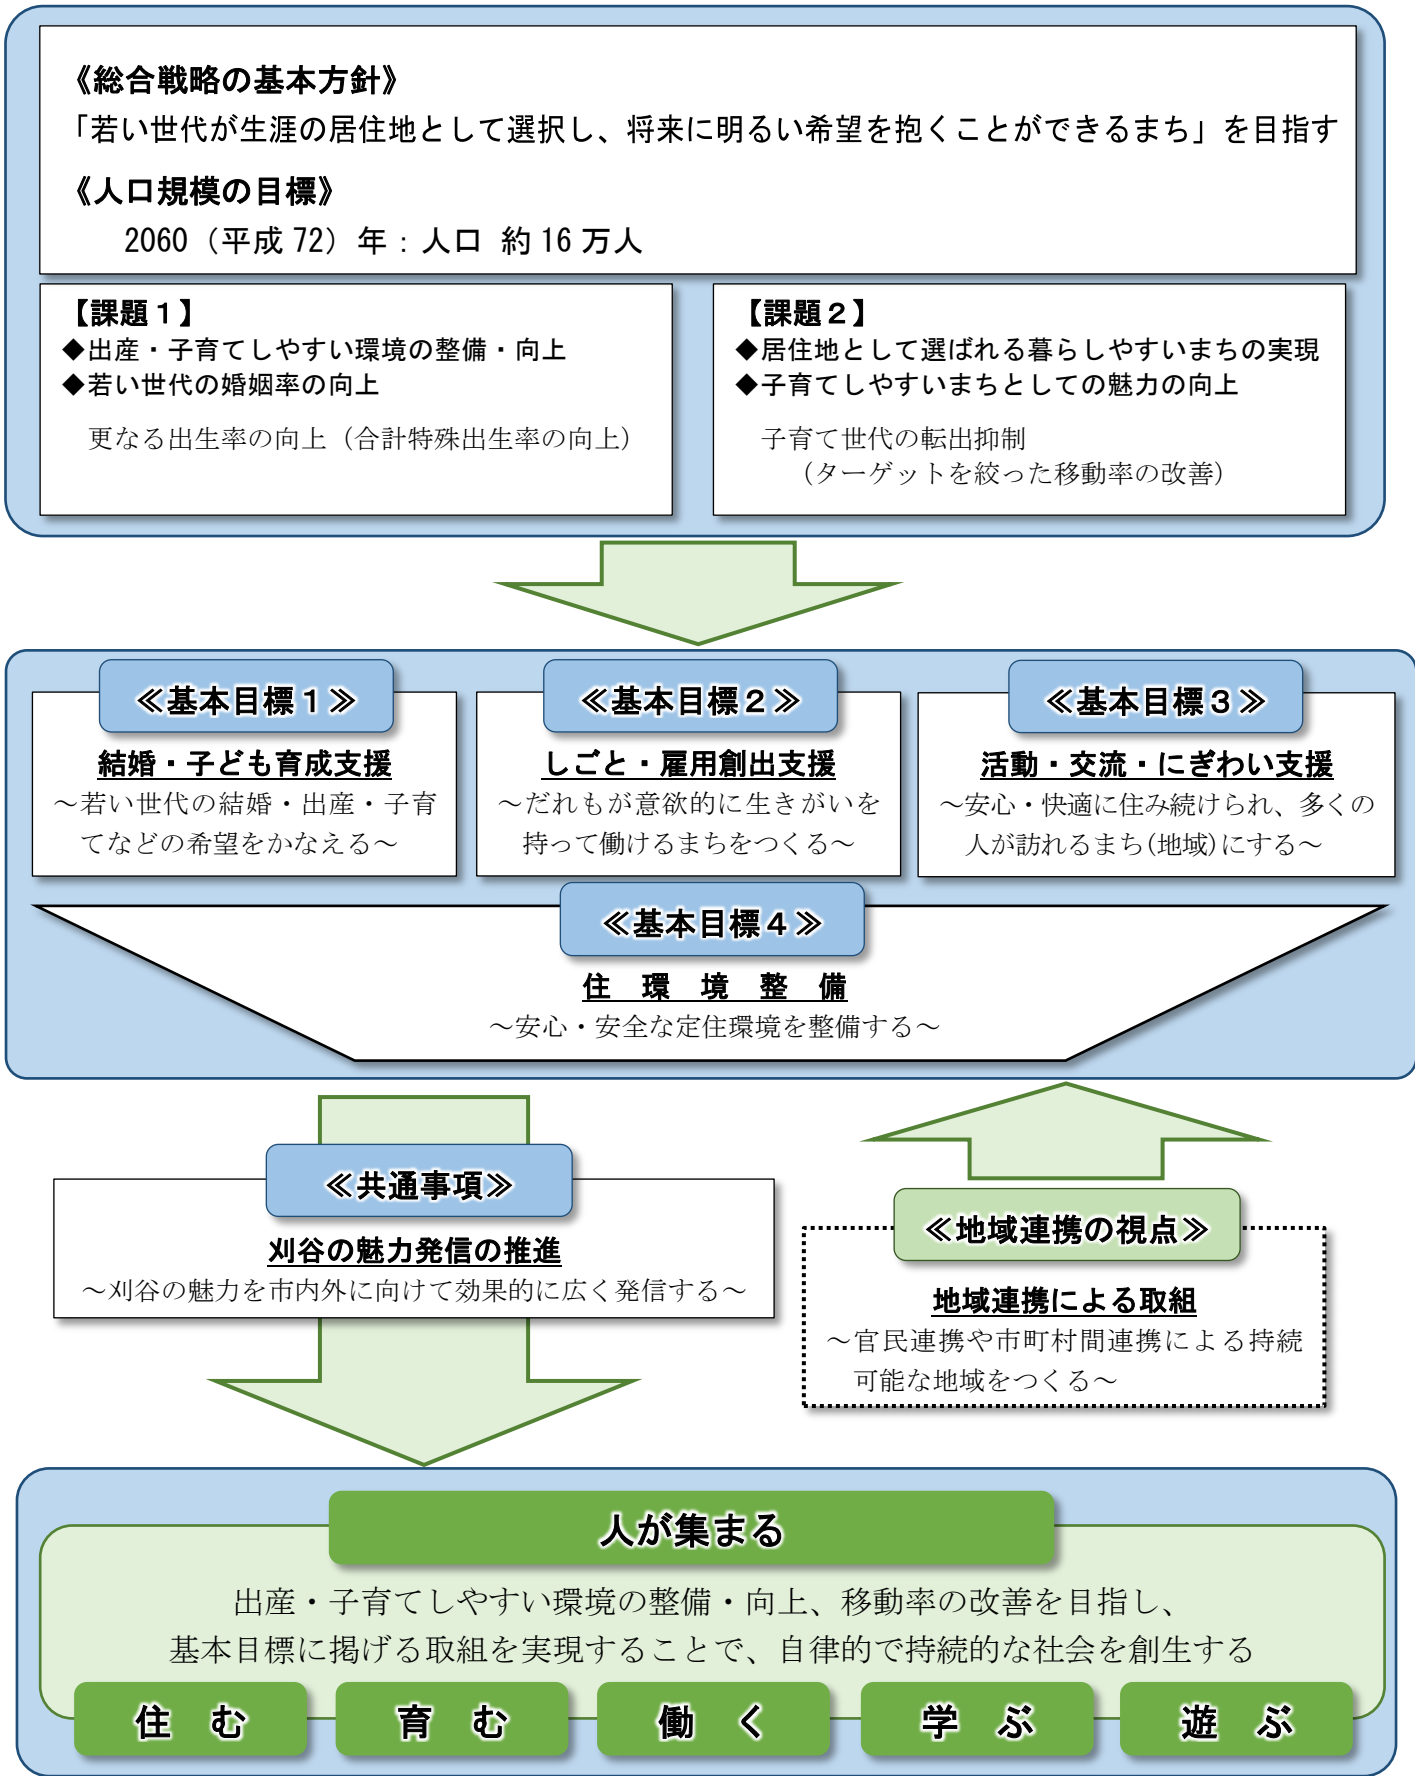 《総合戦略の基本方針》
「若い世代が生涯の居住地として選択し、将来に明るい希望を抱くことができるまち」を目指す
《人口規模の目標》
2060（平成 72）年：人口 約 16 万人
【課題１】
◆出産・子育てしやすい環境の整備・向上
◆若い世代の婚姻率の向上
更なる出生率の向上（合計特殊出生率の向上）
【課題２】
◆居住地として選ばれる暮らしやすいまちの実現
◆子育てしやすいまちとしての魅力の向上
子育て世代の転出抑制
（ターゲットを絞った移動率の改善）
≪基本目標１≫
結婚・子ども育成支援
～若い世代の結婚・出産・子育
てなどの希望をかなえる～
≪基本目標２≫
しごと・雇用創出支援
～だれもが意欲的に生きがいを
持って働けるまちをつくる～
≪基本目標３≫
活動・交流・にぎわい支援
～安心・快適に住み続けられ、多くの
人が訪れるまち(地域)にする～
≪基本目標４≫
住　環　境　整　備
～安心・安全な定住環境を整備する～
≪共通事項≫
刈谷の魅力発信の推進
～刈谷の魅力を市内外に向けて効果的に広く発信する～
≪地域連携の視点≫
地域連携による取組
～官民連携や市町村間連携による持続
可能な地域をつくる～
人が集まる
出産・子育てしやすい環境の整備・向上、移動率の改善を目指し、
基本目標に掲げる取組を実現することで、自律的で持続的な社会を創生する
住　む
育　む
働　く
学　ぶ
遊　ぶ